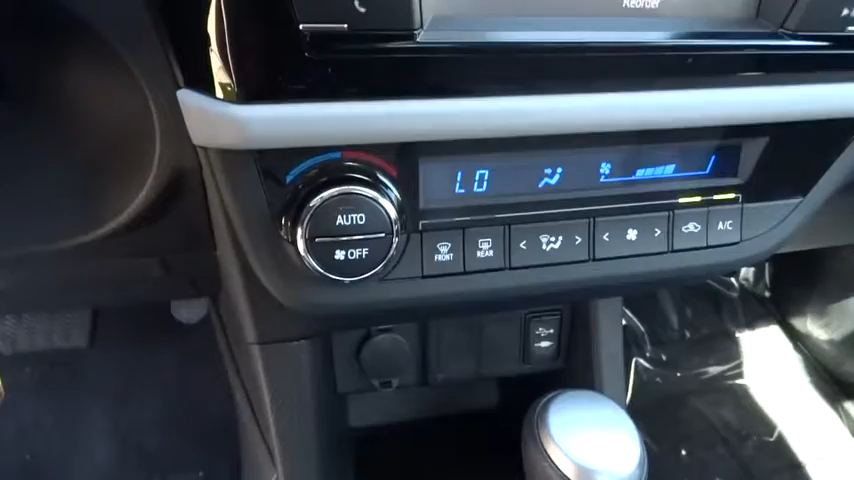 Reorder
LO
AUTO
OFF
FRONT
REAR
A/C